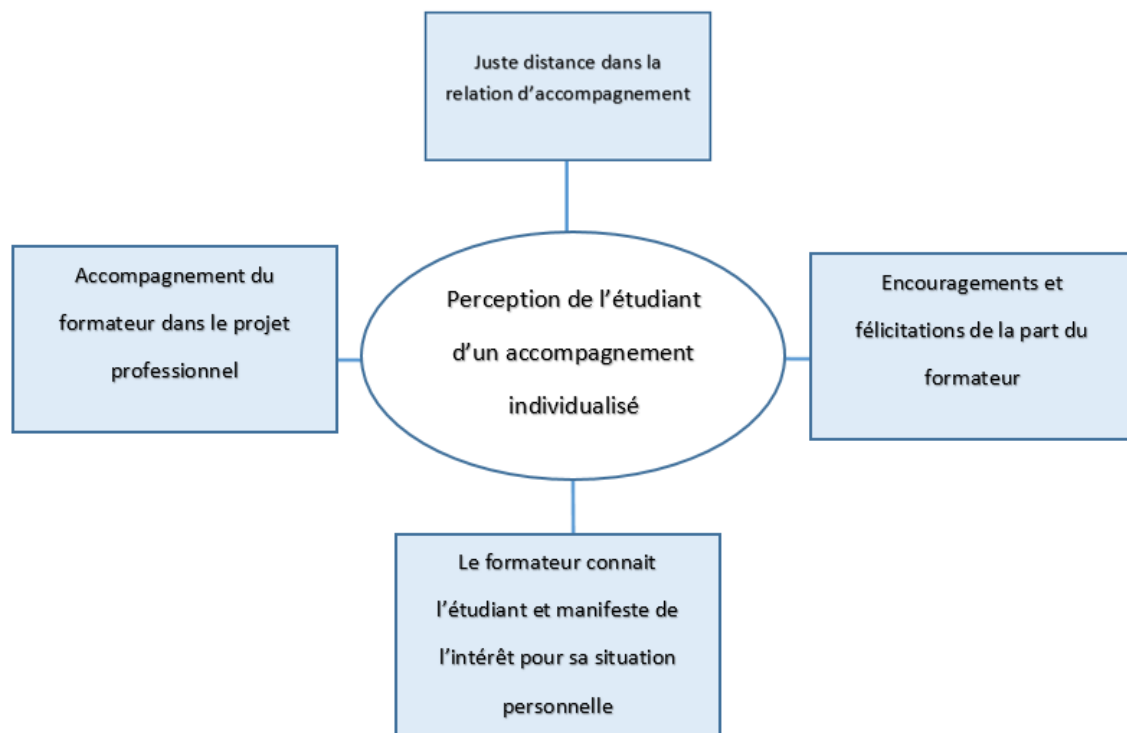 Juste distance dans la
relation d’accompagnement
Accompagnement du
formateur dans le projet
professionnel
Perception de l’étudiant
d’un accompagnement
individualisé
Encouragements et
félicitations de la part du
formateur
Le formateur connait
l’étudiant et manifeste de
l’intérêt pour sa situation
personnelle